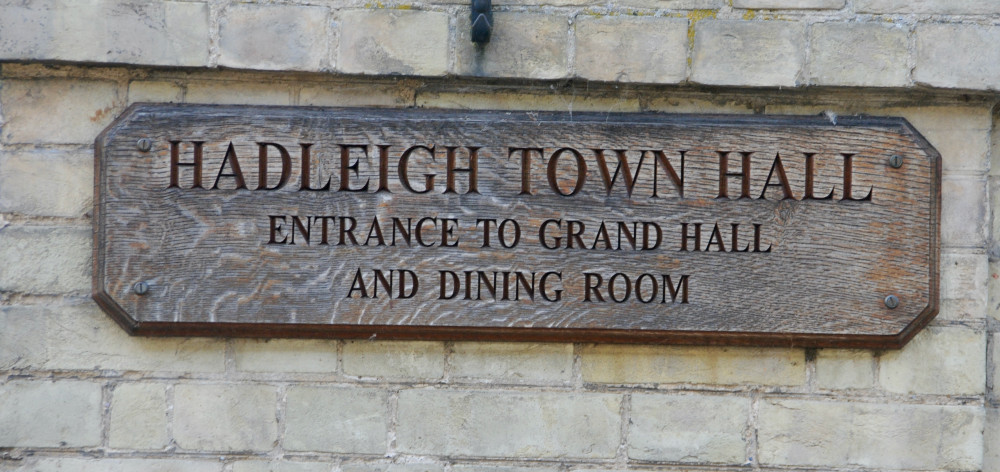 HADLEIGH TOWN HALL
ENTRANCE TO GRAND HALL
AND DINING ROOM